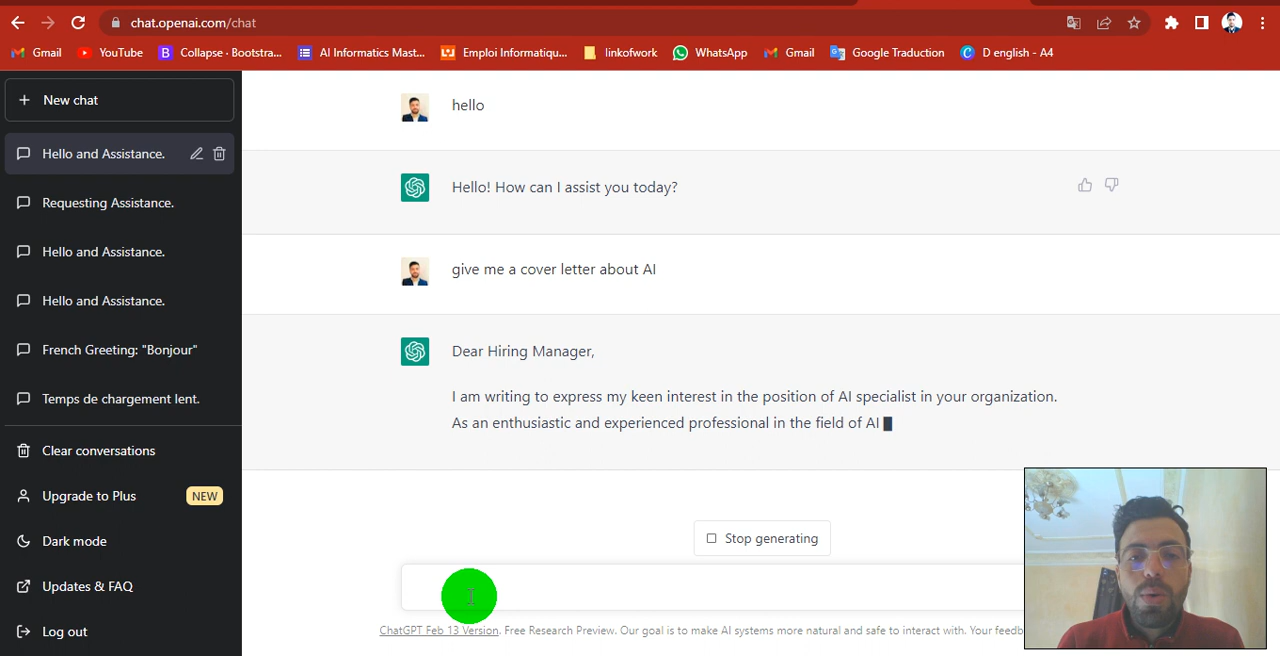 chat.openai.com/chat
Gmail YouTube Collapse · Bootstra... AI Informatics Mast... Emploi Informatiqu... linkofwork WhatsApp Gmail Google Traduction D english - A4
New chat
Hello and Assistance.
Requesting Assistance.
Hello and Assistance.
Hello and Assistance.
French Greeting: "Bonjour"
Temps de chargement lent.
Clear conversations
Upgrade to Plus NEW
Dark mode
Updates & FAQ
Log out
hello
Hello! How can I assist you today?
give me a cover letter about AI
Dear Hiring Manager,
I am writing to express my keen interest in the position of AI specialist in your organization.
As an enthusiastic and experienced professional in the field of AI
Stop generating
ChatGPT Feb 13 Version. Free Research Preview. Our goal is to make AI systems more natural and safe to interact with. Your feedb